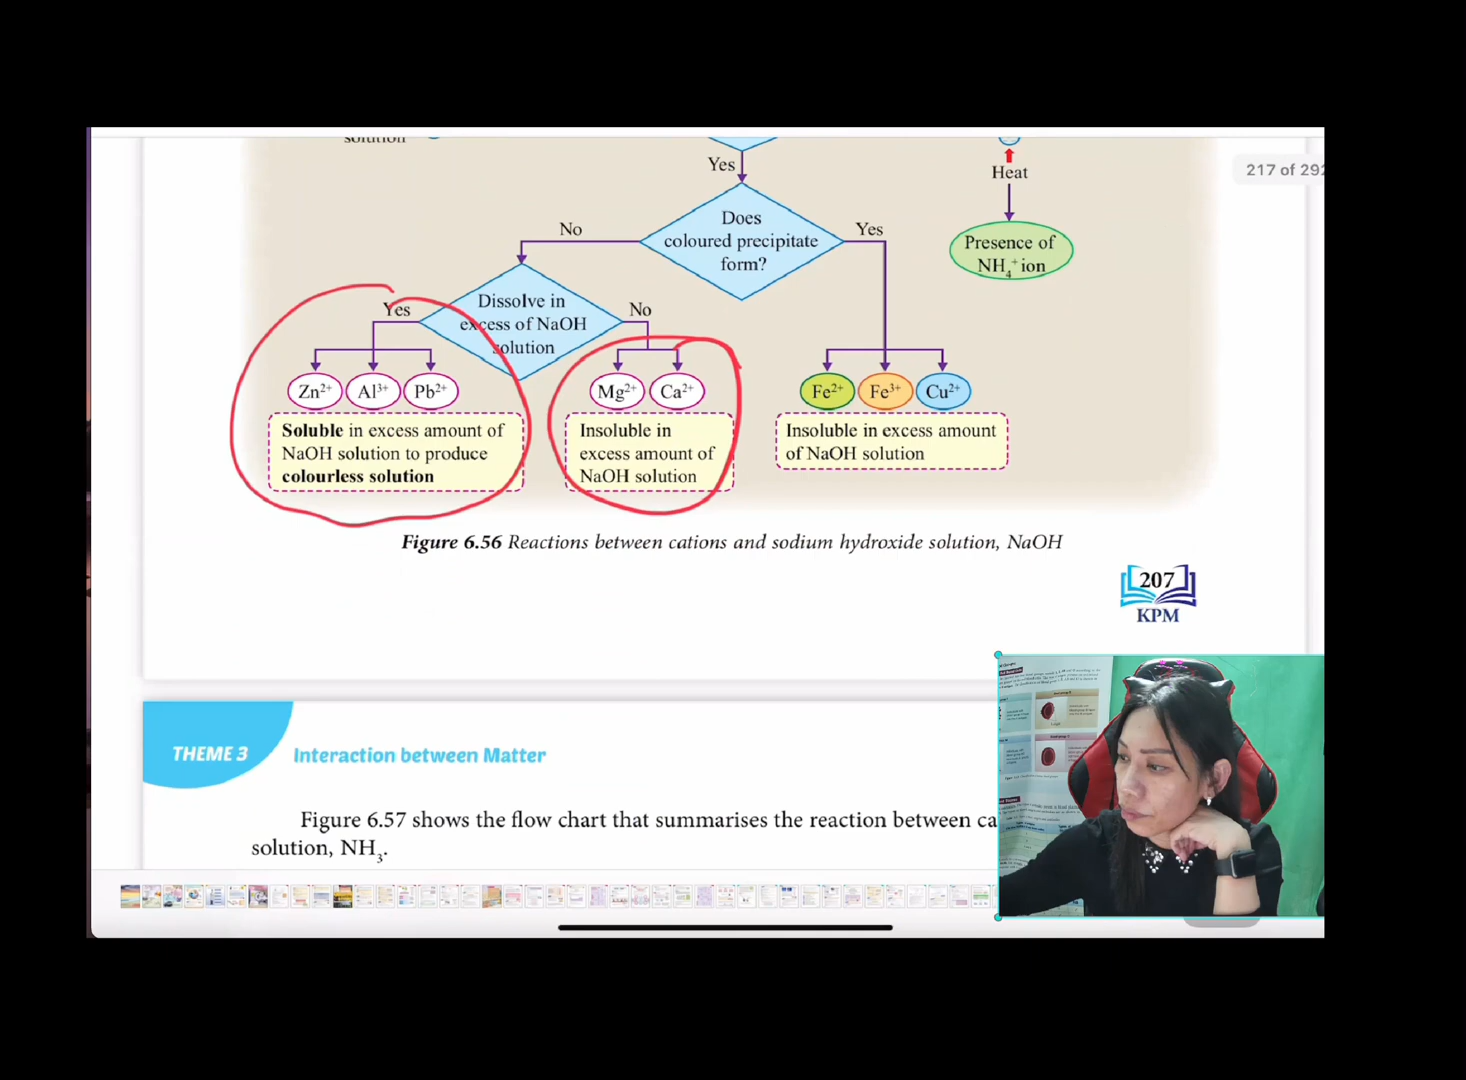 solution
Yes
Heat
217 of 292
Does
coloured precipitate
form?
No
Yes
Presence of
NH₄⁺ ion
Dissolve in
excess of NaOH
solution
Yes
No
Zn²⁺ Al³⁺ Pb²⁺
Mg²⁺ Ca²⁺
Fe²⁺ Fe³⁺ Cu²⁺
Soluble in excess amount of
NaOH solution to produce
colourless solution
Insoluble in
excess amount of
NaOH solution
Insoluble in excess amount
of NaOH solution
Figure 6.56 Reactions between cations and sodium hydroxide solution, NaOH
207
KPM
THEME 3
Interaction between Matter
Figure 6.57 shows the flow chart that summarises the reaction between ca
solution, NH₃.